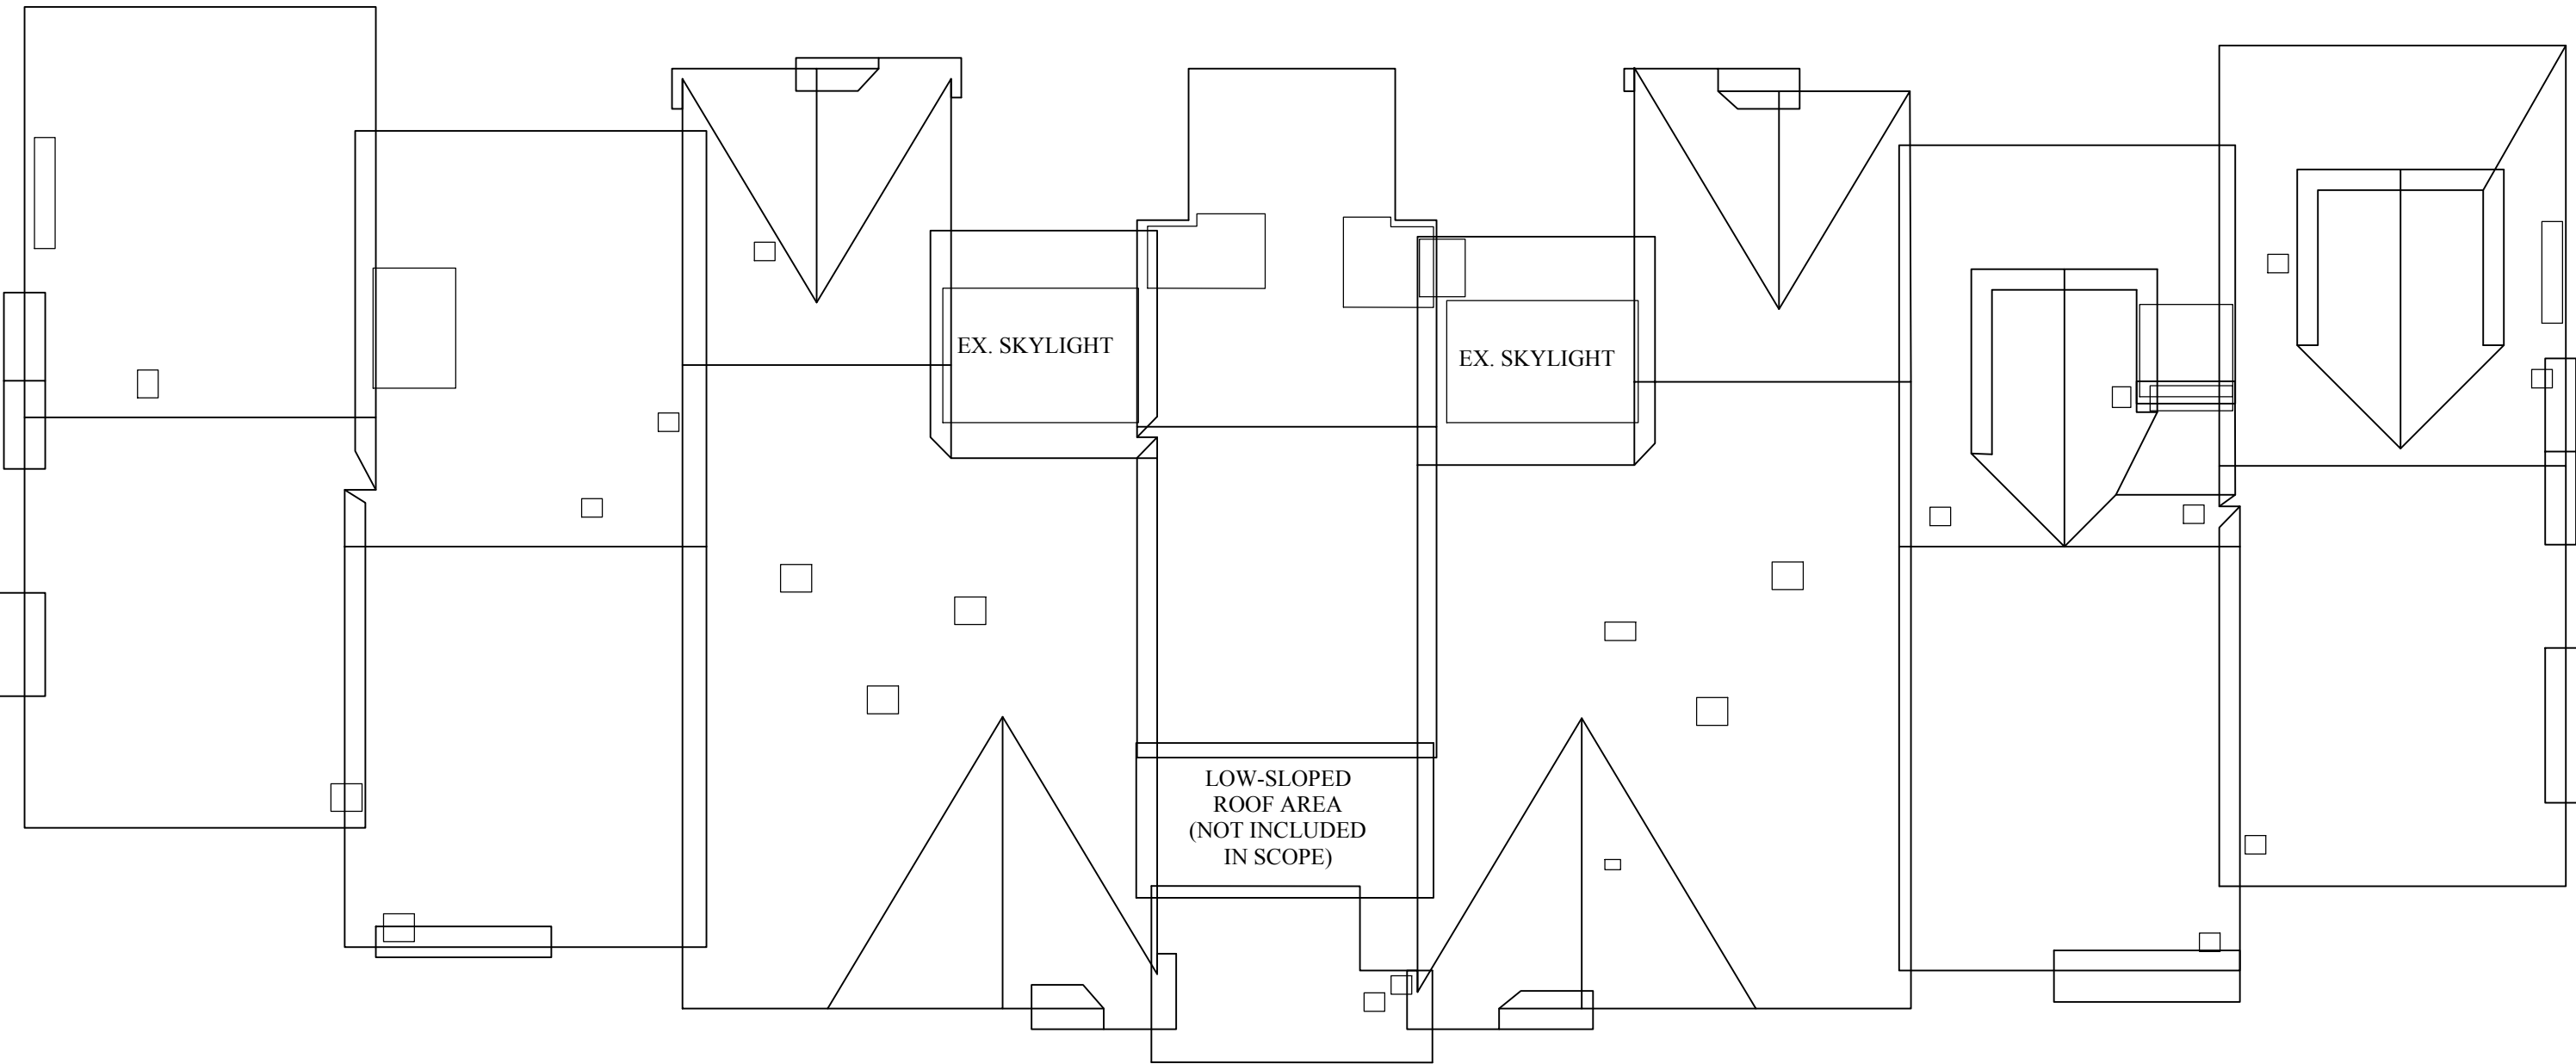 EX. SKYLIGHT
EX. SKYLIGHT
LOW-SLOPED
ROOF AREA
(NOT INCLUDED
IN SCOPE)